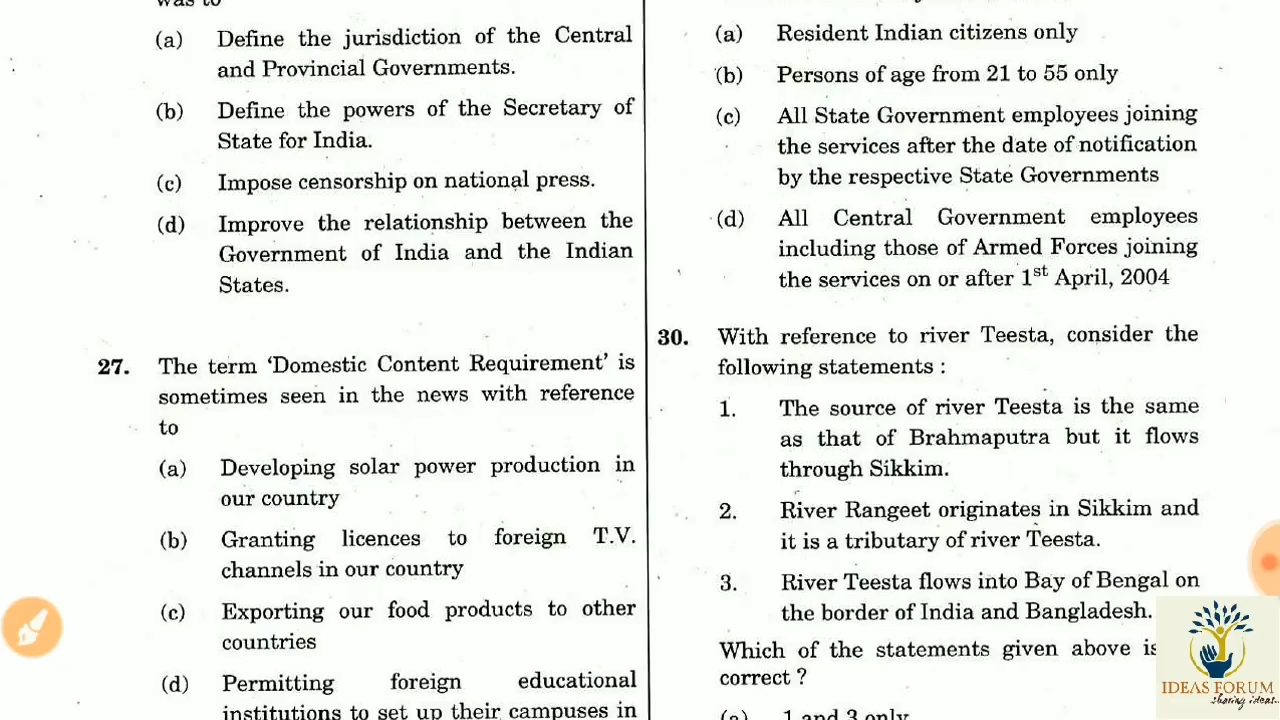 was to
(a) Define the jurisdiction of the Central
and Provincial Governments.
(b) Define the powers of the Secretary of
State for India.
(c) Impose censorship on national press.
(d) Improve the relationship between the
Government of India and the Indian
States.
27. The term ‘Domestic Content Requirement’ is
sometimes seen in the news with reference
to
(a) Developing solar power production in
our country
(b) Granting licences to foreign T.V.
channels in our country
(c) Exporting our food products to other
countries
(d) Permitting foreign educational
institutions to set up their campuses in
(a) Resident Indian citizens only
(b) Persons of age from 21 to 55 only
(c) All State Government employees joining
the services after the date of notification
by the respective State Governments
(d) All Central Government employees
including those of Armed Forces joining
the services on or after 1st April, 2004
30. With reference to river Teesta, consider the
following statements :
1. The source of river Teesta is the same
as that of Brahmaputra but it flows
through Sikkim.
2. River Rangeet originates in Sikkim and
it is a tributary of river Teesta.
3. River Teesta flows into Bay of Bengal on
the border of India and Bangladesh.
Which of the statements given above is
correct ?
(a) 1 and 3 only
IDEAS FORUM
sharing ideas..